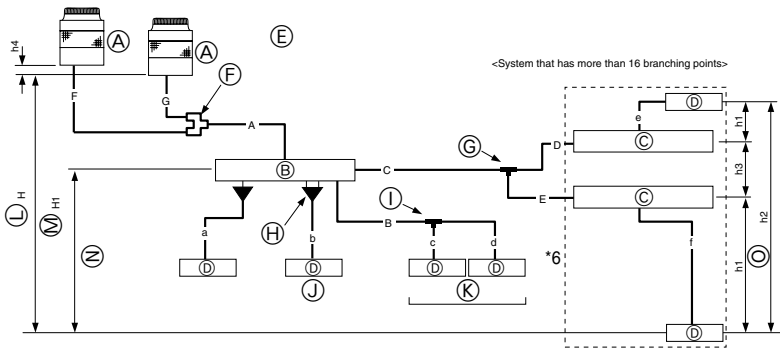 A
A
E
<System that has more than 16 branching points>
h4
F
G
F
A
D
e
h1
G
D
C
L H
M H1
B
C
h3
h2
I
E
C
N
H
B
a
b
c
d
f
h1
O
D
D
D
D
*6
J
K
D